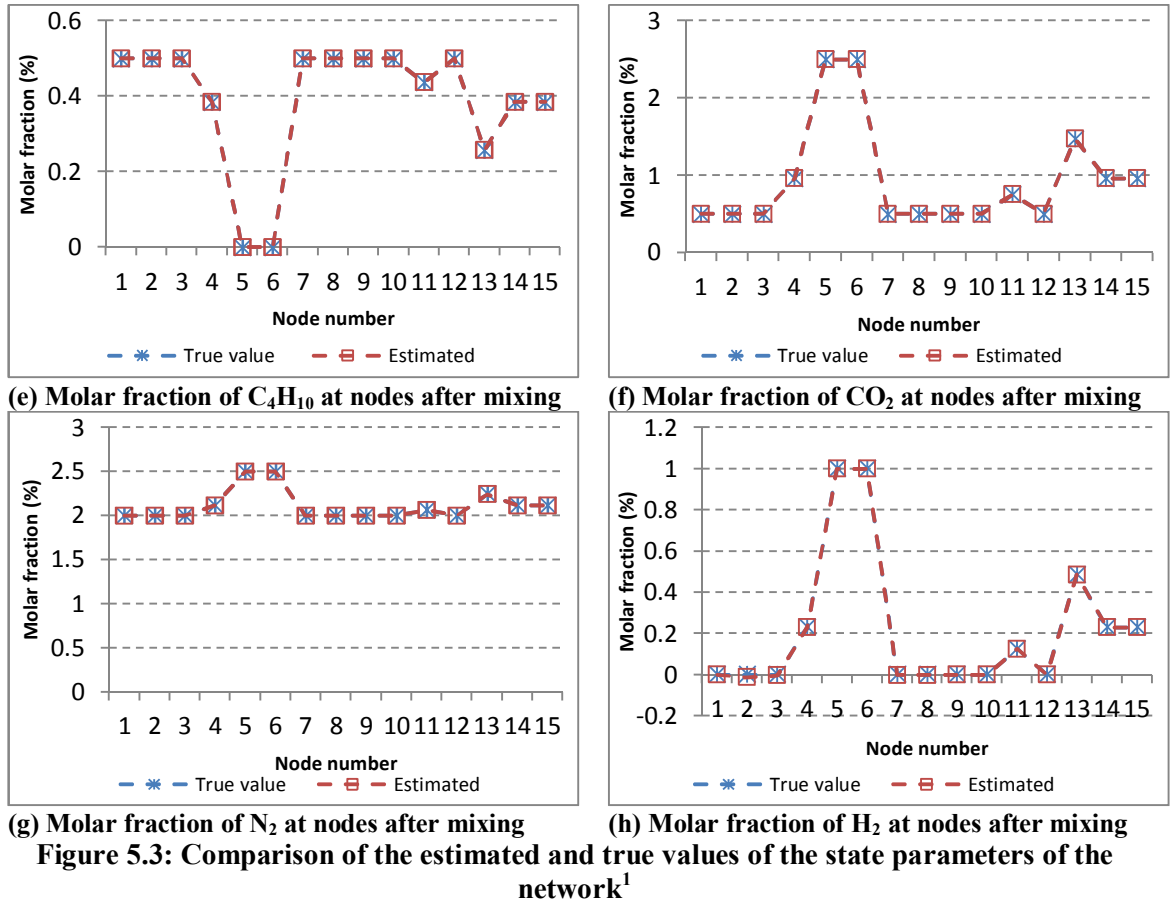 0.6
0.4
0.2
0
Molar fraction (%)
1 2 3 4 5 6 7 8 9 10 11 12 13 14 15
Node number
True value Estimated
(e) Molar fraction of C₄H₁₀ at nodes after mixing
3
2
1
0
Molar fraction (%)
1 2 3 4 5 6 7 8 9 10 11 12 13 14 15
Node number
True value Estimated
(f) Molar fraction of CO₂ at nodes after mixing
3
2.5
2
1.5
1
0.5
0
Molar fraction (%)
1 2 3 4 5 6 7 8 9 10 11 12 13 14 15
Node number
True value Estimated
(g) Molar fraction of N₂ at nodes after mixing
1.2
1
0.8
0.6
0.4
0.2
0
-0.2
Molar fraction (%)
1 2 3 4 5 6 7 8 9 10 11 12 13 14 15
Node number
True value Estimated
(h) Molar fraction of H₂ at nodes after mixing
Figure 5.3: Comparison of the estimated and true values of the state parameters of the
network¹